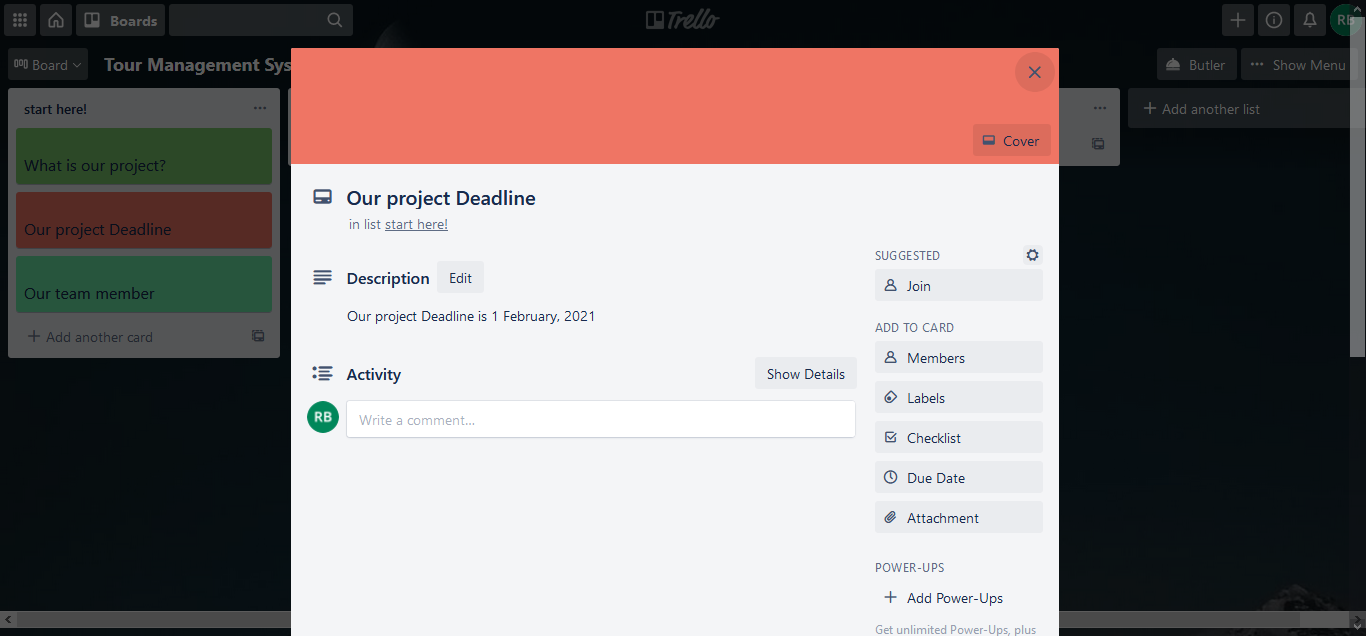 Boards
Trello
RB
Board
Tour Management Sys
Butler
Show Menu
start here!
What is our project?
Our project Deadline
Our team member
Add another card
Add another list
Cover
Our project Deadline
in list start here!
Description
Edit
Our project Deadline is 1 February, 2021
Activity
Show Details
RB
Write a comment...
SUGGESTED
Join
ADD TO CARD
Members
Labels
Checklist
Due Date
Attachment
POWER-UPS
Add Power-Ups
Get unlimited Power-Ups, plus